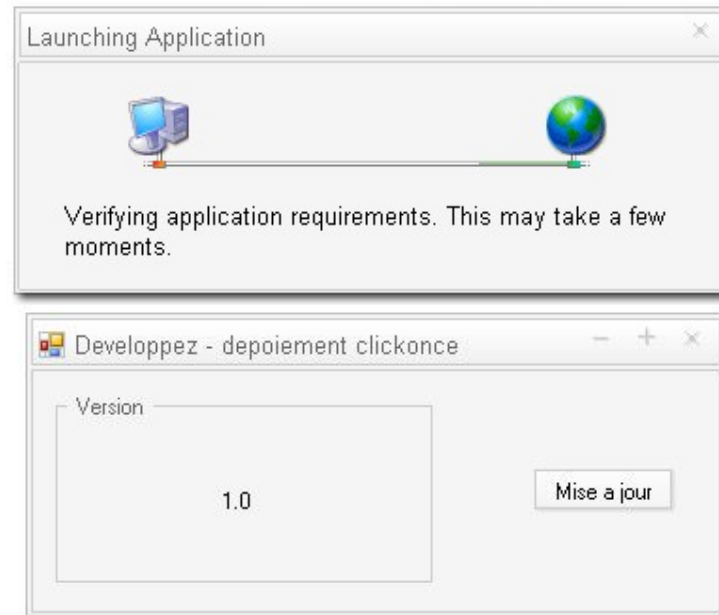 Launching Application
Verifying application requirements. This may take a few
moments.
Developpez - depoiement clickonce
Version
1.0
Mise a jour